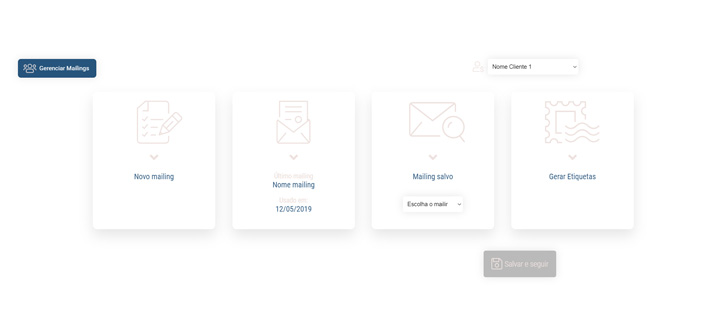 Gerenciar Mailings
Nome Cliente 1
Novo mailing
Último mailing
Nome mailing
Criado em
12/05/2019
Mailing salvo
Escolha o mailir
Gerar Etiquetas
Salvar e seguir